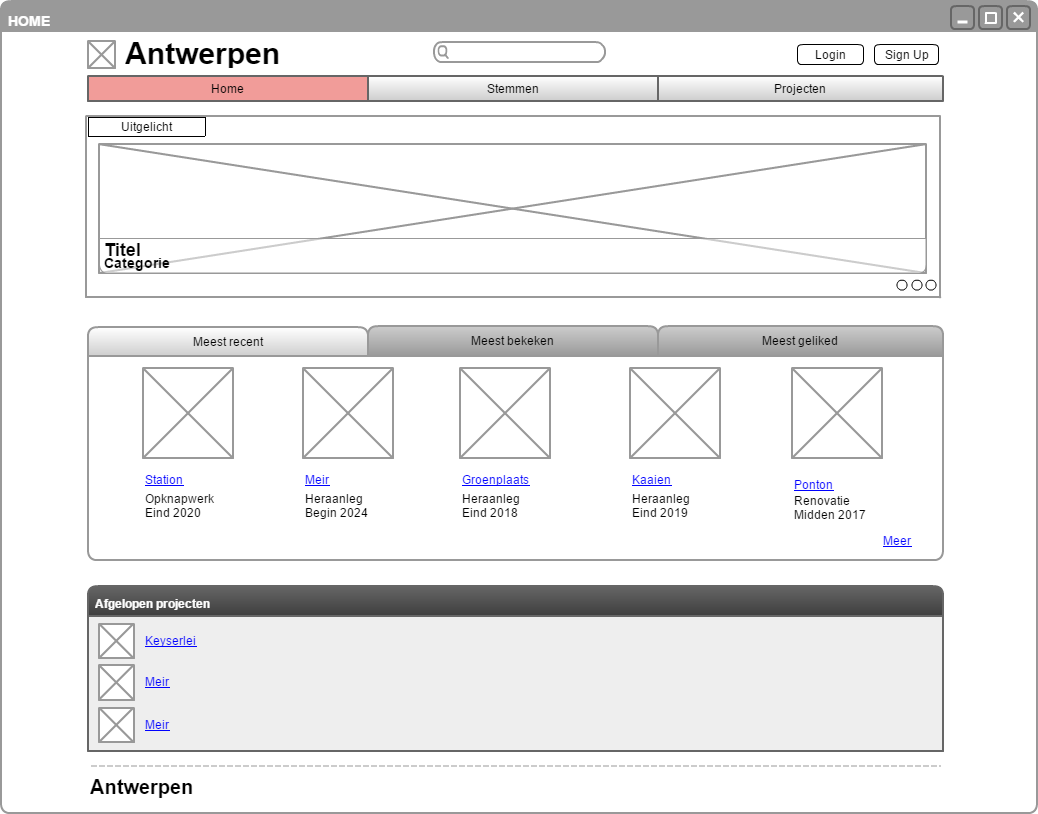 HOME
Antwerpen
Login
Sign Up
Home
Stemmen
Projecten
Uitgelicht
Titel
Categorie
Meest recent
Meest bekeken
Meest geliked
Station
Opknapwerk
Eind 2020
Meir
Heraanleg
Begin 2024
Groenplaats
Heraanleg
Eind 2018
Kaaien
Heraanleg
Eind 2019
Ponton
Renovatie
Midden 2017
Meer
Afgelopen projecten
Keyserlei
Meir
Meir
Antwerpen